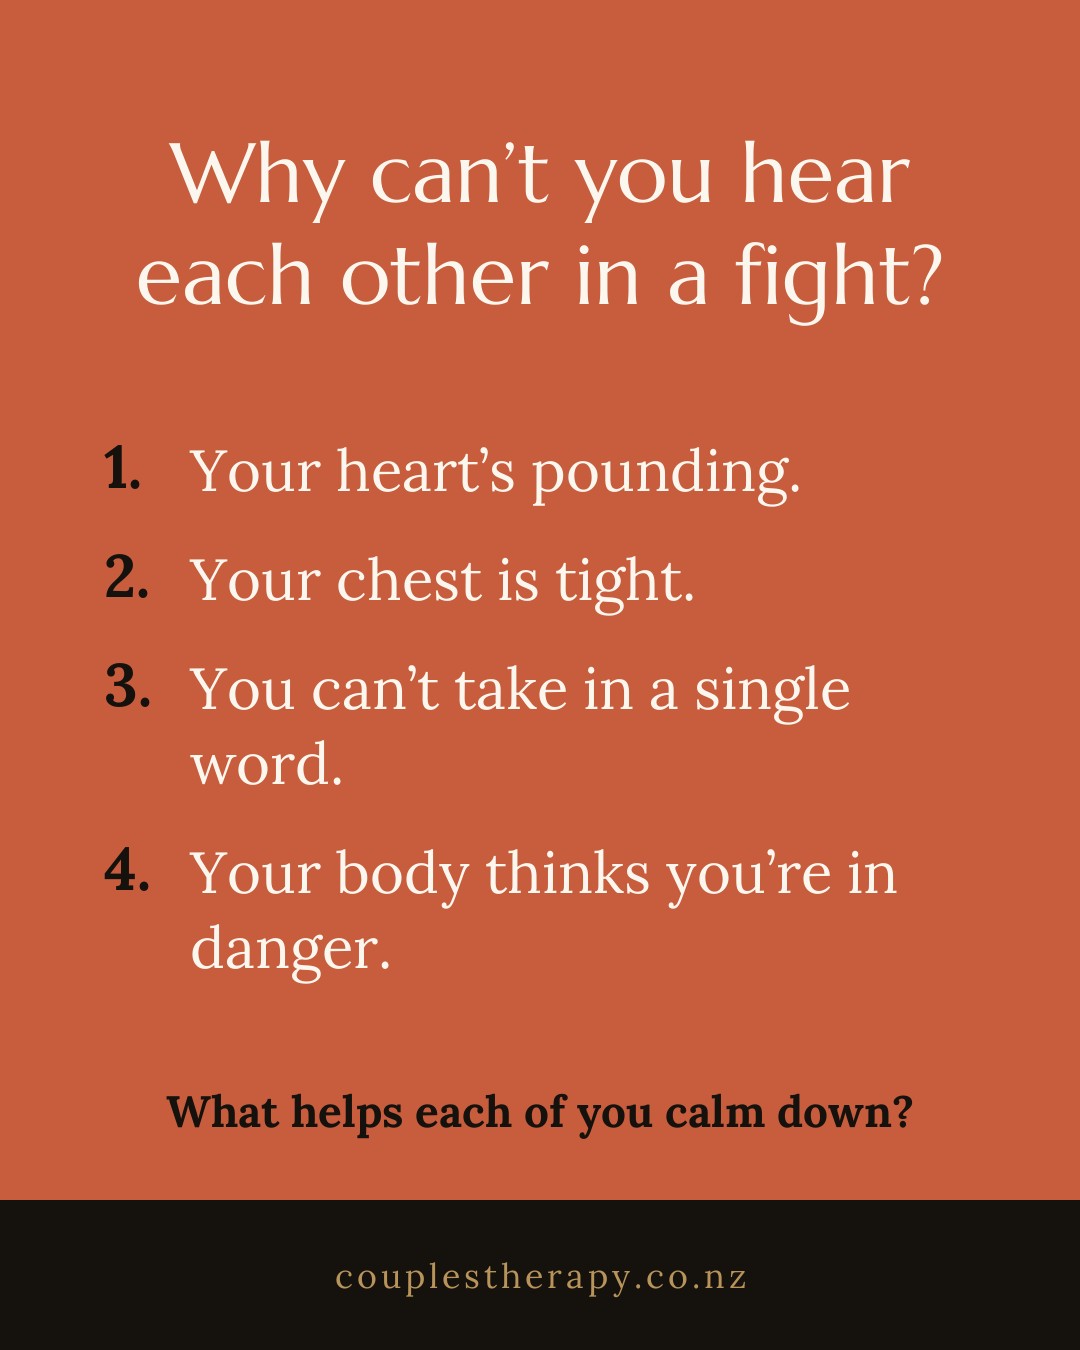 Why can’t you hear
each other in a fight?
1. Your heart’s pounding.
2. Your chest is tight.
3. You can’t take in a single
word.
4. Your body thinks you’re in
danger.
What helps each of you calm down?
couplestherapy.co.nz